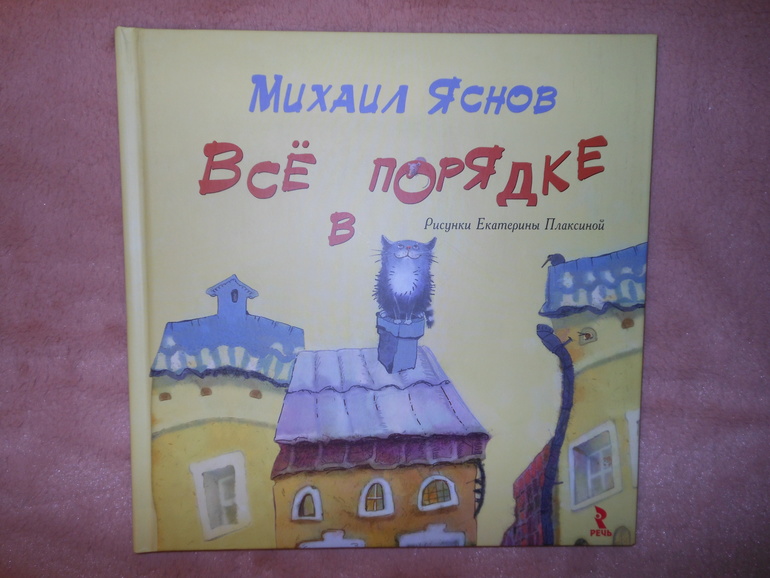 Михаил Яснов
Всё в порядке
Рисунки Екатерины Плаксиной
РЕЧЬ